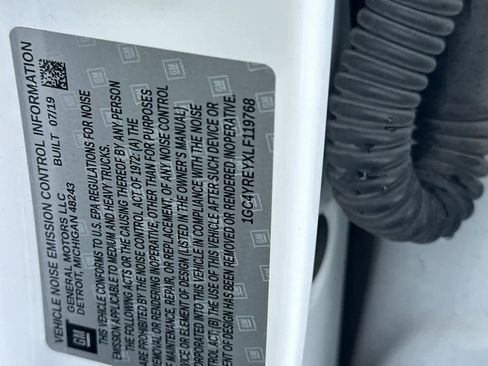 VEHICLE NOISE EMISSION CONTROL INFORMATION
GENERAL MOTORS LLC BUILT 07/19
DETROIT, MICHIGAN 48243
GM
THIS VEHICLE CONFORMS TO U.S. EPA REGULATIONS FOR NOISE
EMISSION APPLICABLE TO MEDIUM AND HEAVY TRUCKS.
THE FOLLOWING ACTS OR THE CAUSING THEREOF BY ANY PERSON
ARE PROHIBITED BY THE NOISE CONTROL ACT OF 1972: (A) THE
REMOVAL OR RENDERING INOPERATIVE, OTHER THAN FOR PURPOSES
OF MAINTENANCE, REPAIR, OR REPLACEMENT, OF ANY NOISE CONTROL
DEVICE OR ELEMENT OF DESIGN (LISTED IN THE OWNER'S MANUAL)
INCORPORATED INTO THIS VEHICLE IN COMPLIANCE WITH THE NOISE
CONTROL ACT; (B) THE USE OF THIS VEHICLE AFTER SUCH DEVICE OR
ELEMENT OF DESIGN HAS BEEN REMOVED OR RENDERED INOPERATIVE.
1GC4YREYXLF119768